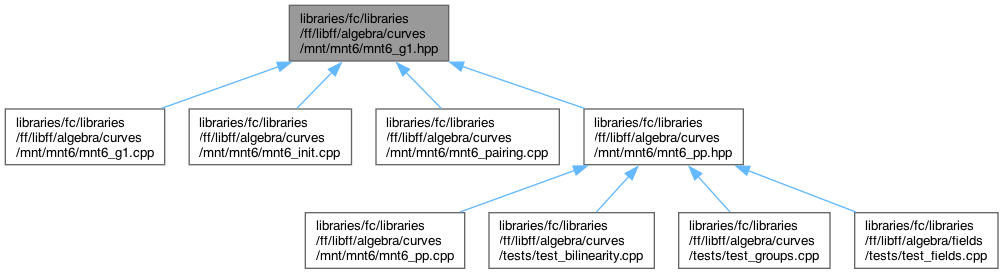 libraries/fc/libraries
/ff/libff/algebra/curves
/mnt/mnt6/mnt6_g1.hpp
libraries/fc/libraries
/ff/libff/algebra/curves
/mnt/mnt6/mnt6_g1.cpp
libraries/fc/libraries
/ff/libff/algebra/curves
/mnt/mnt6/mnt6_init.cpp
libraries/fc/libraries
/ff/libff/algebra/curves
/mnt/mnt6/mnt6_pairing.cpp
libraries/fc/libraries
/ff/libff/algebra/curves
/mnt/mnt6/mnt6_pp.hpp
libraries/fc/libraries
/ff/libff/algebra/curves
/mnt/mnt6/mnt6_pp.cpp
libraries/fc/libraries
/ff/libff/algebra/curves
/tests/test_bilinearity.cpp
libraries/fc/libraries
/ff/libff/algebra/curves
/tests/test_groups.cpp
libraries/fc/libraries
/ff/libff/algebra/fields
/tests/test_fields.cpp